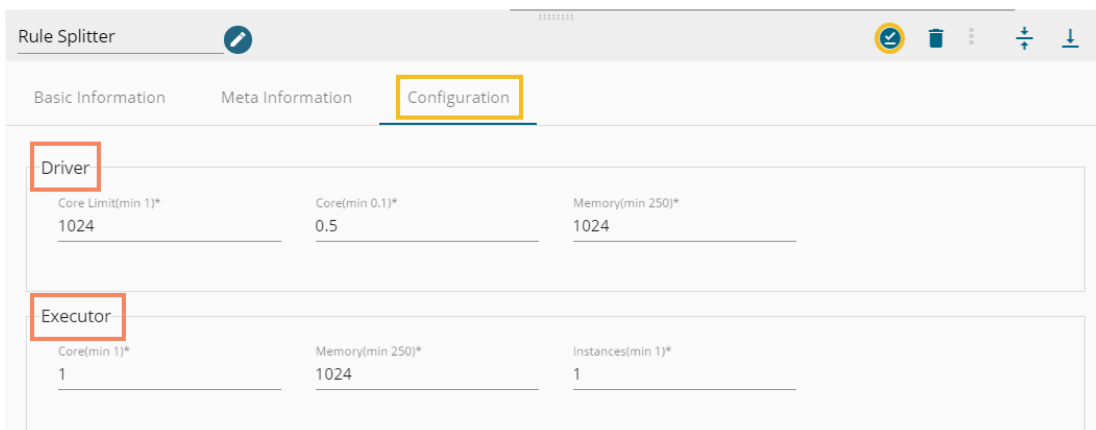 Rule Splitter
Basic Information Meta Information Configuration
Driver
Core Limit(min 1)* Core(min 0.1)* Memory(min 250)*
1024 0.5 1024
Executor
Core(min 1)* Memory(min 250)* Instances(min 1)*
1 1024 1